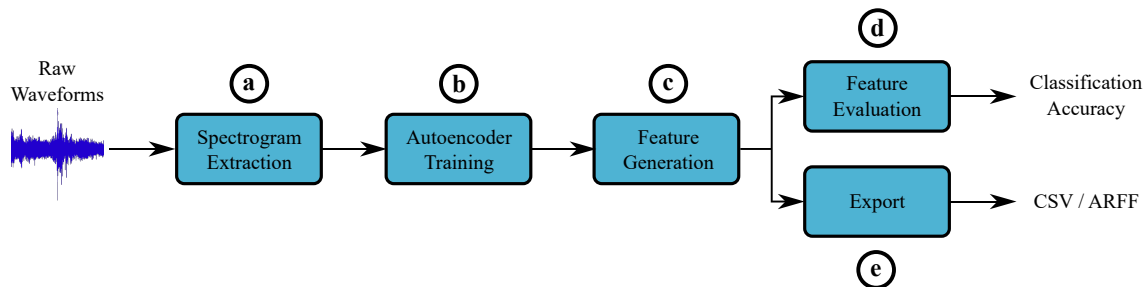 Raw
Waveforms
a
Spectrogram
Extraction
b
Autoencoder
Training
c
Feature
Generation
d
Feature
Evaluation
Classification
Accuracy
Export
CSV / ARFF
e